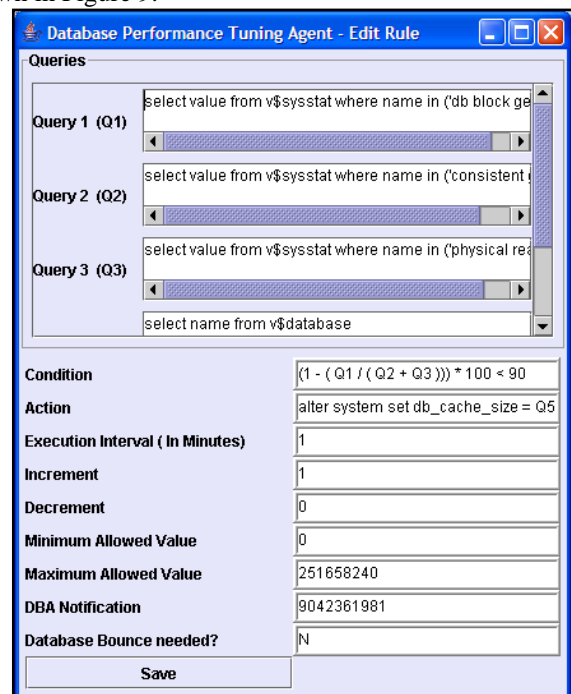 wn in Figure 9.
Database Performance Tuning Agent - Edit Rule
Queries
Query 1 (Q1)
select value from v$sysstat where name in ('db block ge
Query 2 (Q2)
select value from v$sysstat where name in ('consistent g
Query 3 (Q3)
select value from v$sysstat where name in ('physical rea
select name from v$database
Condition
(1 - ( Q1 / ( Q2 + Q3 ))) * 100 < 90
Action
alter system set db_cache_size = Q5
Execution Interval ( In Minutes)
1
Increment
1
Decrement
0
Minimum Allowed Value
0
Maximum Allowed Value
251658240
DBA Notification
9042361981
Database Bounce needed?
N
Save